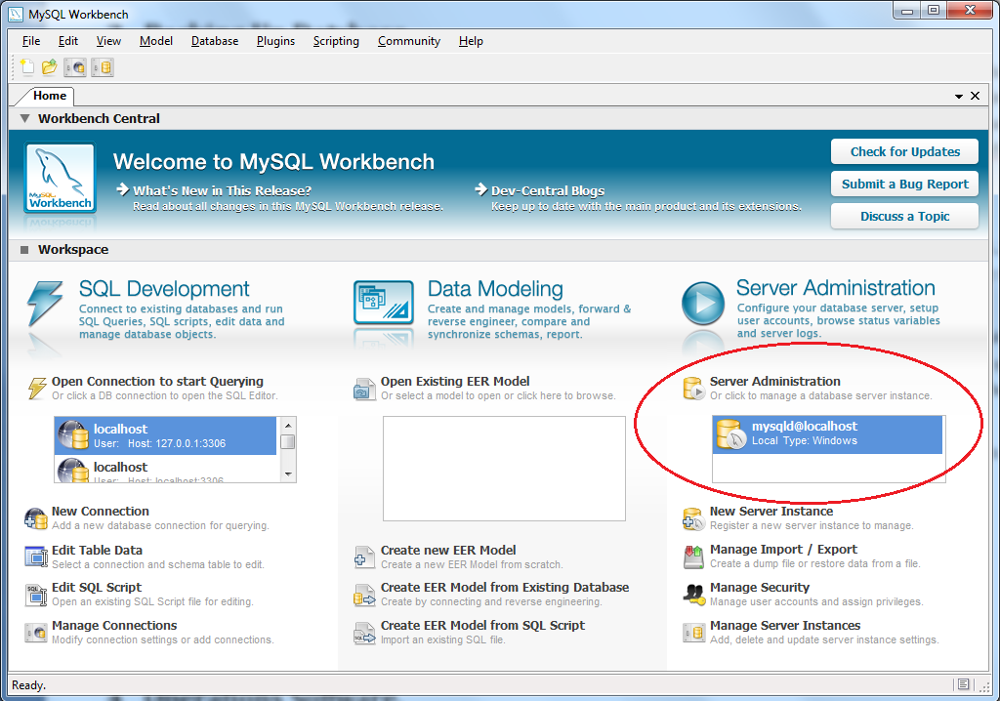 MySQL Workbench
File Edit View Model Database Plugins Scripting Community Help
Home
Workbench Central
MySQL
Workbench
Welcome to MySQL Workbench
What's New in This Release?
Read about all changes in this MySQL Workbench release.
Dev-Central Blogs
Keep up to date with the main product and its extensions.
Check for Updates
Submit a Bug Report
Discuss a Topic
Workspace
SQL Development
Connect to existing databases and run
SQL Queries, SQL scripts, edit data and
manage database objects.
Open Connection to start Querying
Or click a DB connection to open the SQL Editor.
localhost
User: Host: 127.0.0.1:3306
localhost
User: Host: localhost:3306
New Connection
Add a new database connection for querying.
Edit Table Data
Select a connection and schema table to edit.
Edit SQL Script
Open an existing SQL Script file for editing.
Manage Connections
Modify connection settings or add connections.
Data Modeling
Create and manage models, forward &
reverse engineer, compare and
synchronize schemas, report.
Open Existing EER Model
Or select a model to open or click here to browse.
Create new EER Model
Create a new EER Model from scratch.
Create EER Model from Existing Database
Create by connecting and reverse engineering.
Create EER Model from SQL Script
Import an existing SQL file.
Server Administration
Configure your database server, setup
user accounts, browse status variables
and server logs.
Server Administration
Or click to manage a database server instance.
mysqld@localhost
Local Type: Windows
New Server Instance
Register a new server instance to manage.
Manage Import / Export
Create a dump file or restore data from a file.
Manage Security
Manage user accounts and assign privileges.
Manage Server Instances
Add, delete and update server instance settings.
Ready.